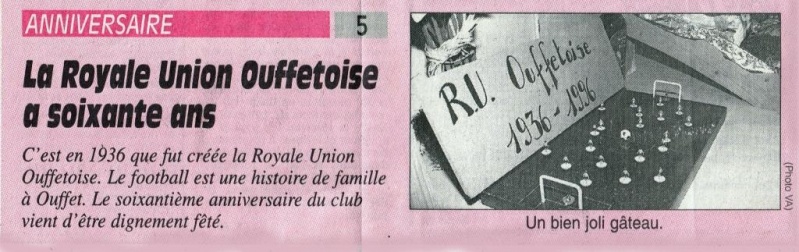 ANNIVERSAIRE 5
La Royale Union Ouffetoise
a soixante ans
C'est en 1936 que fut créée la Royale Union
Ouffetoise. Le football est une histoire de famille
à Ouffet. Le soixantième anniversaire du club
vient d'être dignement fêté.
R.U. Ouffetoise
1936-1996
(Photo VA)
Un bien joli gâteau.